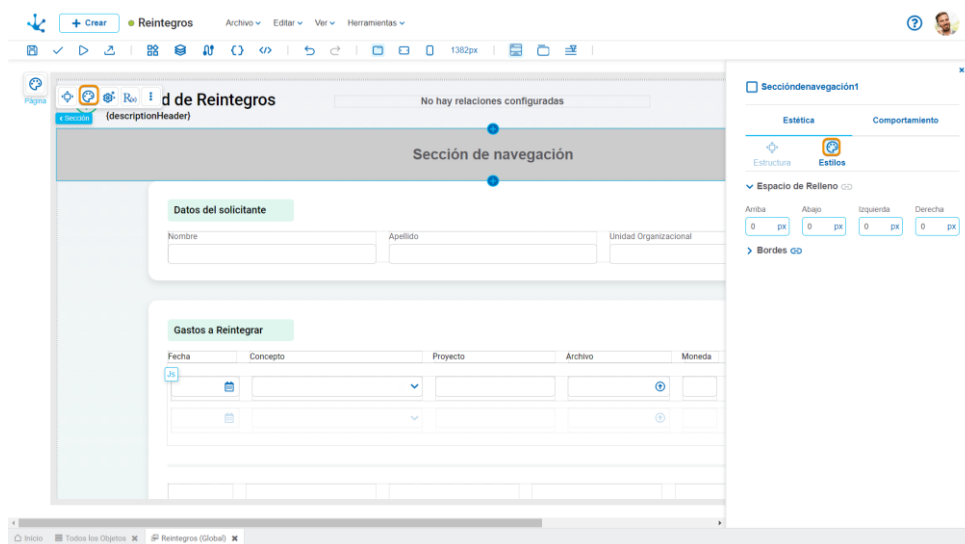 + Crear
Reintegros
Archivo
Editar
Ver
Herramientas
?
1382px
Página
R(x)
d de Reintegros
No hay relaciones configuradas
Sección
{descriptionHeader}
Sección de navegación
Datos del solicitante
Nombre
Apellido
Unidad Organizacional
Gastos a Reintegrar
Fecha
Concepto
Proyecto
Archivo
Moneda
Js
Seccióndenavegación1
Estética
Comportamiento
Estructura
Estilos
Espacio de Relleno
Arriba
Abajo
Izquierda
Derecha
0 px
0 px
0 px
0 px
Bordes
Inicio
Todos los Objetos
Reintegros (Global)